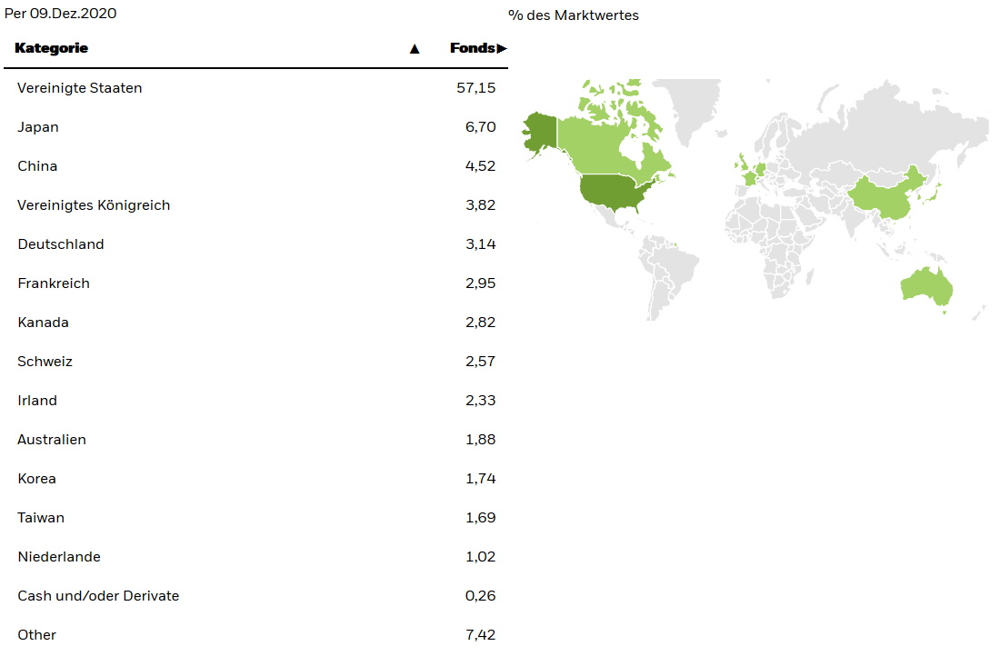 Per 09.Dez.2020
% des Marktwertes
Kategorie ▲ Fonds▶
Vereinigte Staaten 57,15
Japan 6,70
China 4,52
Vereinigtes Königreich 3,82
Deutschland 3,14
Frankreich 2,95
Kanada 2,82
Schweiz 2,57
Irland 2,33
Australien 1,88
Korea 1,74
Taiwan 1,69
Niederlande 1,02
Cash und/oder Derivate 0,26
Other 7,42